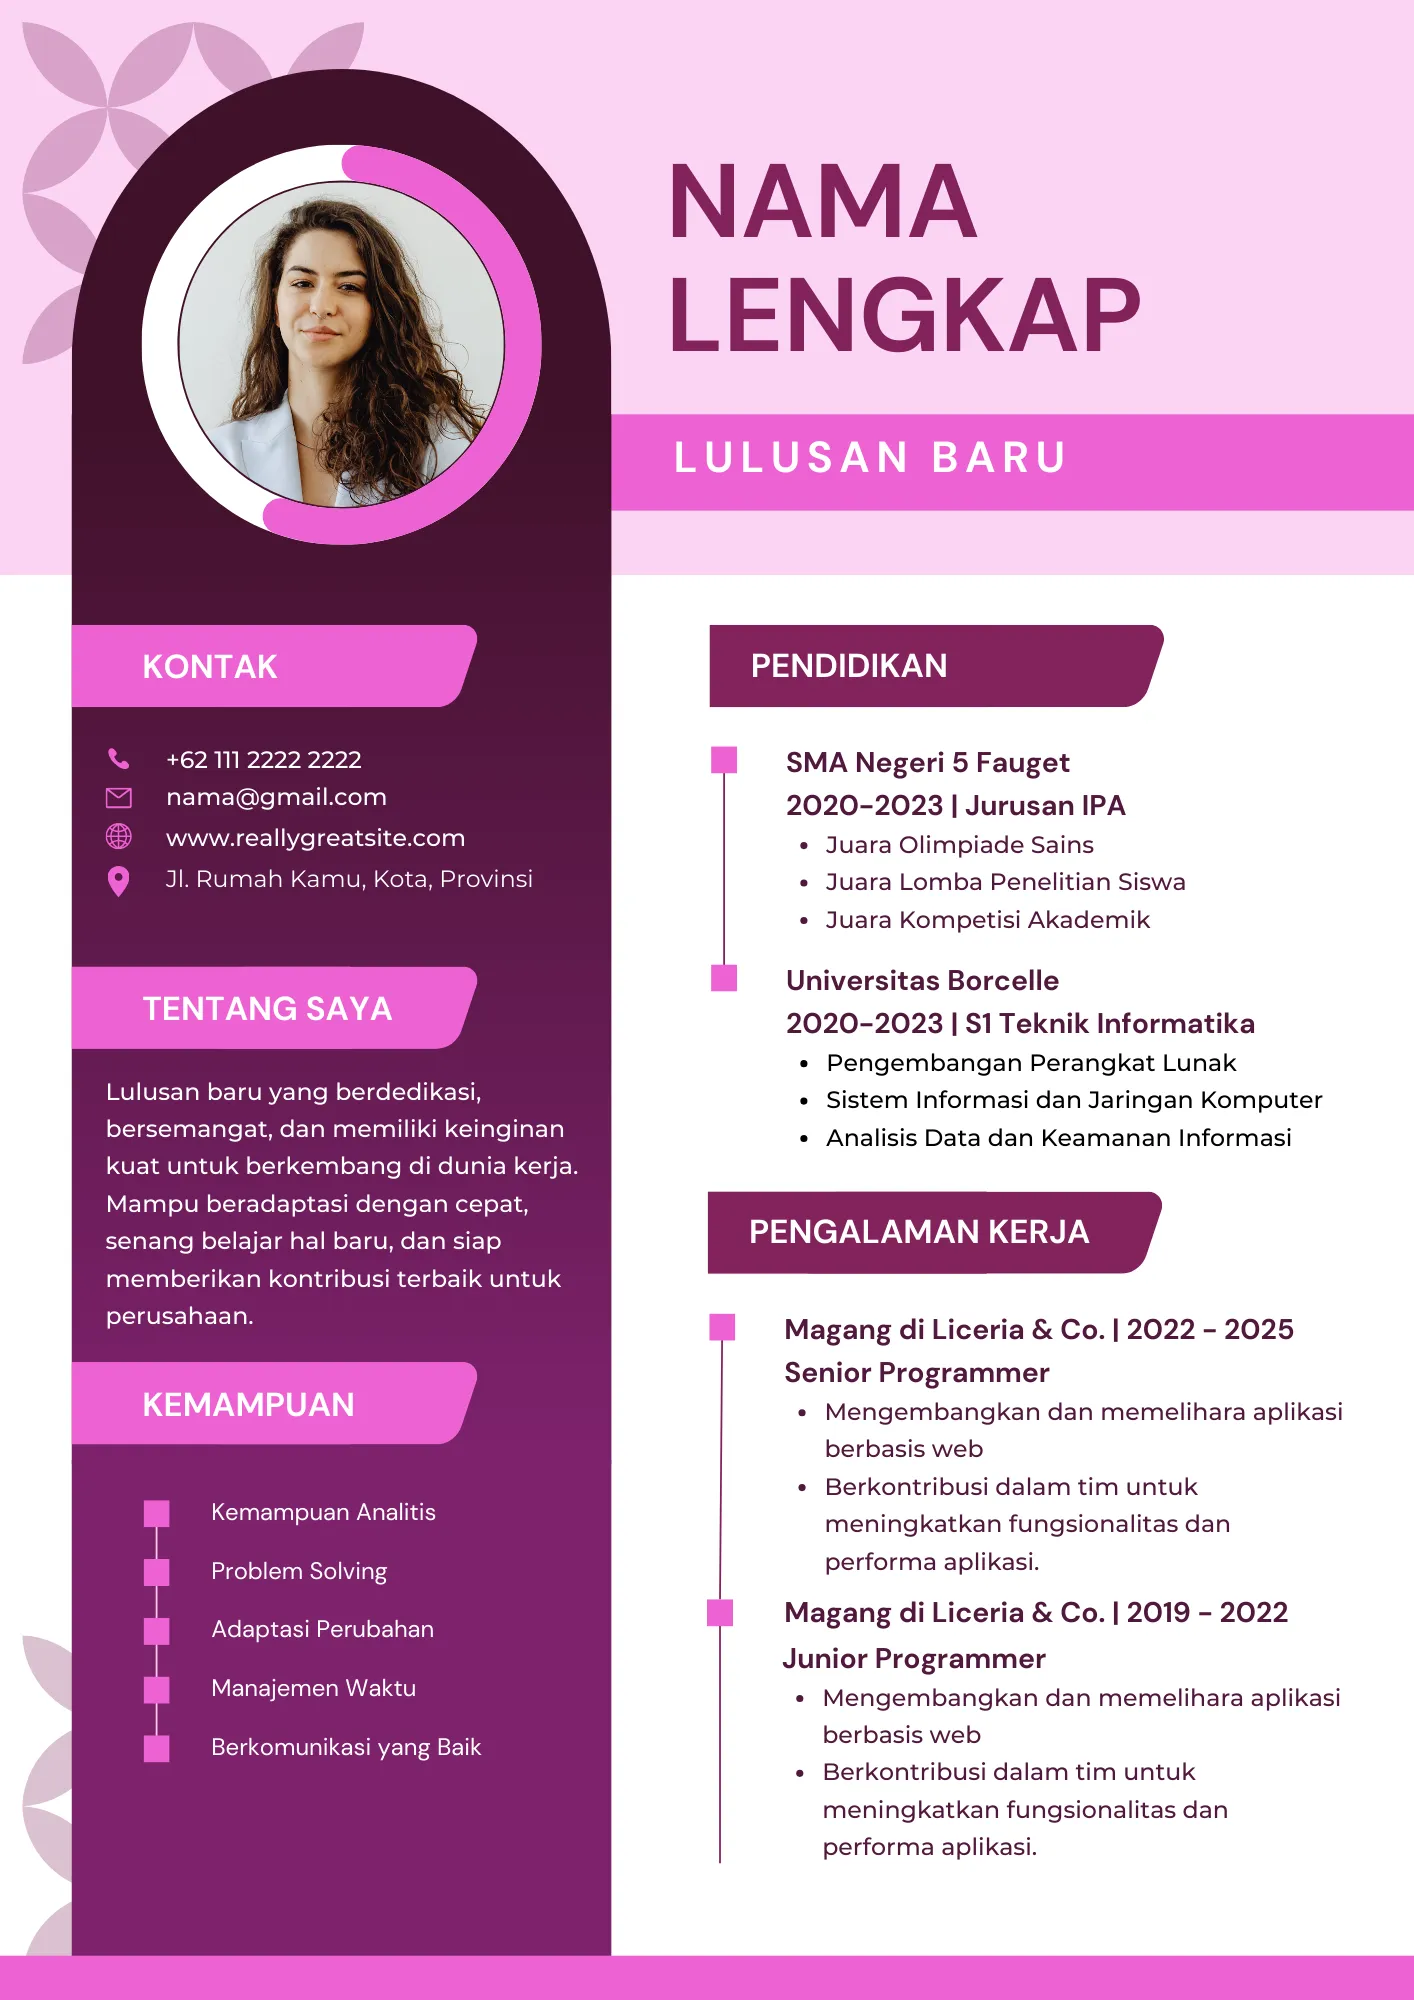 NAMA
LENGKAP
LULUSAN BARU
KONTAK
+62 111 2222 2222
nama@gmail.com
www.reallygreatsite.com
Jl. Rumah Kamu, Kota, Provinsi
TENTANG SAYA
Lulusan baru yang berdedikasi,
bersemangat, dan memiliki keinginan
kuat untuk berkembang di dunia kerja.
Mampu beradaptasi dengan cepat,
senang belajar hal baru, dan siap
memberikan kontribusi terbaik untuk
perusahaan.
KEMAMPUAN
Kemampuan Analitis
Problem Solving
Adaptasi Perubahan
Manajemen Waktu
Berkomunikasi yang Baik
PENDIDIKAN
SMA Negeri 5 Fauget
2020-2023 | Jurusan IPA
• Juara Olimpiade Sains
• Juara Lomba Penelitian Siswa
• Juara Kompetisi Akademik
Universitas Borcelle
2020-2023 | S1 Teknik Informatika
• Pengembangan Perangkat Lunak
• Sistem Informasi dan Jaringan Komputer
• Analisis Data dan Keamanan Informasi
PENGALAMAN KERJA
Magang di Liceria & Co. | 2022 - 2025
Senior Programmer
• Mengembangkan dan memelihara aplikasi
berbasis web
• Berkontribusi dalam tim untuk
meningkatkan fungsionalitas dan
performa aplikasi.
Magang di Liceria & Co. | 2019 - 2022
Junior Programmer
• Mengembangkan dan memelihara aplikasi
berbasis web
• Berkontribusi dalam tim untuk
meningkatkan fungsionalitas dan
performa aplikasi.